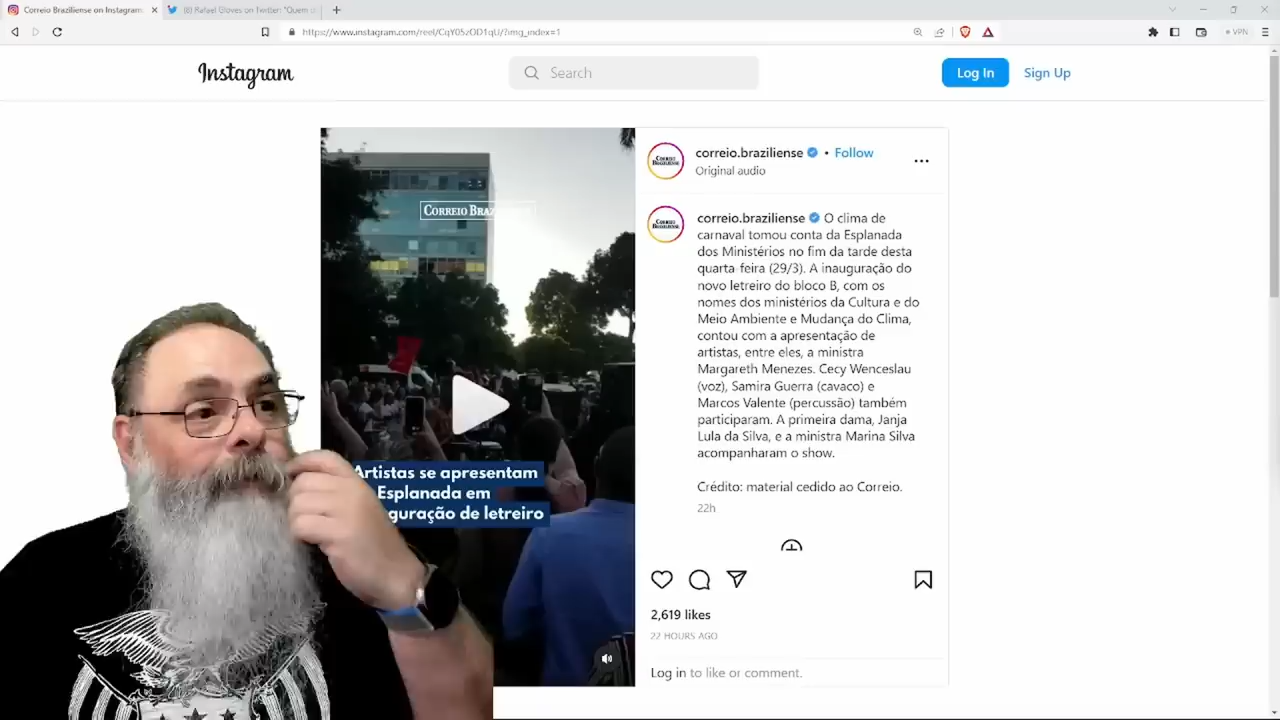 Correio Braziliense on Instagram
(8) Rafael Gloves on Twitter: "Quem
https://www.instagram.com/reel/CqY05zOD1qU/?img_index=1
VPN
Instagram
Search
Log In
Sign Up
CORREIO BRAZ
Artistas se apresentam
Esplanada em
guração de letreiro
correio.braziliense • Follow
Original audio
correio.braziliense O clima de
carnaval tomou conta da Esplanada
dos Ministérios no fim da tarde desta
quarta-feira (29/3). A inauguração do
novo letreiro do bloco B, com os
nomes dos ministérios da Cultura e do
Meio Ambiente e Mudança do Clima,
contou com a apresentação de
artistas, entre eles, a ministra
Margareth Menezes. Cecy Wenceslau
(voz), Samira Guerra (cavaco) e
Marcos Valente (percussão) também
participaram. A primeira dama, Janja
Lula da Silva, e a ministra Marina Silva
acompanharam o show.
Crédito: material cedido ao Correio.
22h
2,619 likes
22 HOURS AGO
Log in to like or comment.